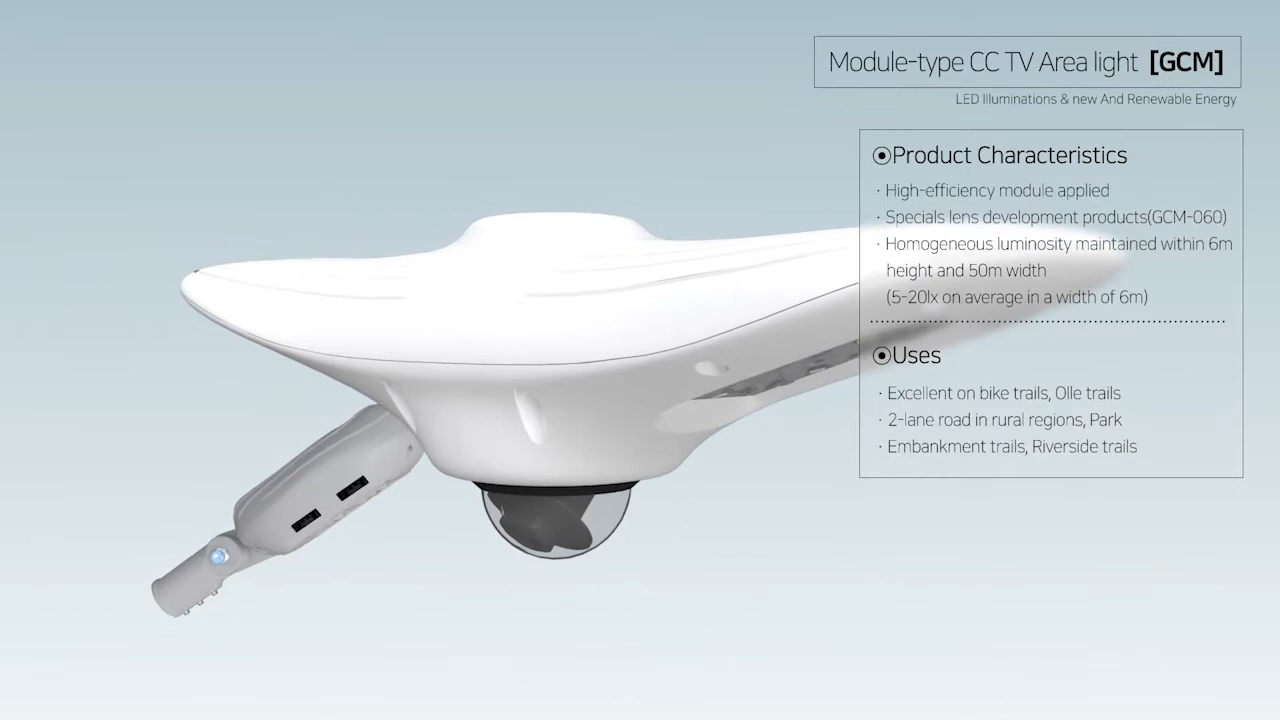 Module-type CC TV Area light [GCM]
LED Illuminations & new And Renewable Energy
Product Characteristics
· High-efficiency module applied
· Specials lens development products(GCM-060)
· Homogeneous luminosity maintained within 6m
height and 50m width
(5-20lx on average in a width of 6m)
Uses
· Excellent on bike trails, Olle trails
· 2-lane road in rural regions, Park
· Embankment trails, Riverside trails